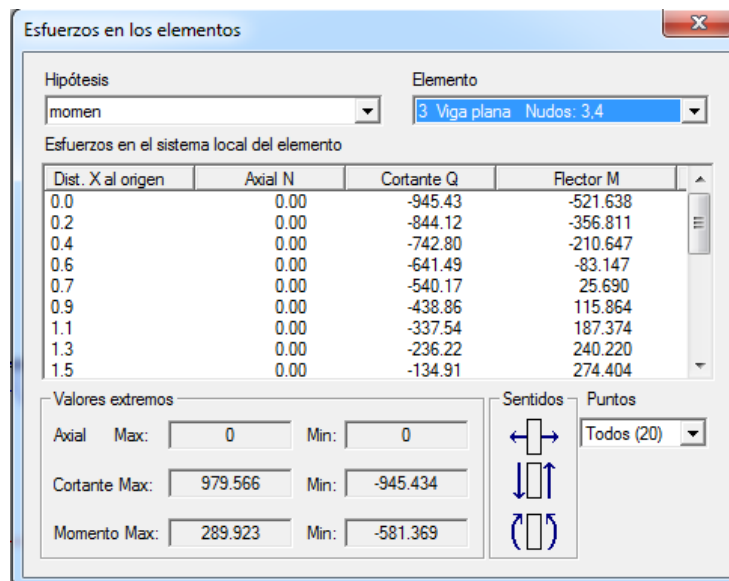 Esfuerzos en los elementos
Hipótesis Elemento
momen 3 Viga plana Nudos: 3,4
Esfuerzos en el sistema local del elemento
Dist. X al origen Axial N Cortante Q Flector M
0.0 0.00 -945.43 -521.638
0.2 0.00 -844.12 -356.811
0.4 0.00 -742.80 -210.647
0.6 0.00 -641.49 -83.147
0.7 0.00 -540.17 25.690
0.9 0.00 -438.86 115.864
1.1 0.00 -337.54 187.374
1.3 0.00 -236.22 240.220
1.5 0.00 -134.91 274.404
Valores extremos Sentidos Puntos
Axial Max: 0 Min: 0 Todos (20)
Cortante Max: 979.566 Min: -945.434
Momento Max: 289.923 Min: -581.369